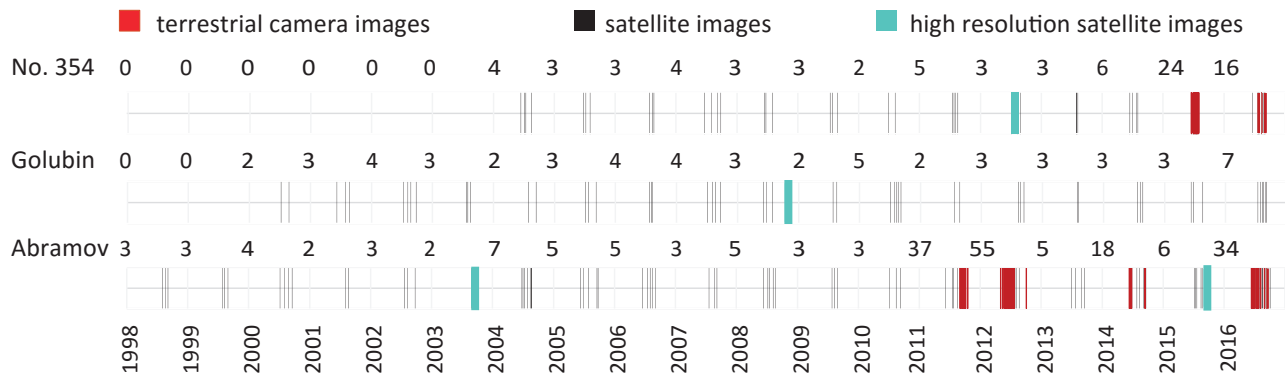 terrestrial camera images satellite images high resolution satellite images
No. 354 0 0 0 0 0 0 4 3 3 4 3 3 2 5 3 3 6 24 16
Golubin 0 0 2 3 4 3 2 3 4 4 3 2 5 2 3 3 3 3 7
Abramov 3 3 4 2 3 2 7 5 5 3 5 3 3 37 55 5 18 6 34
1998 1999 2000 2001 2002 2003 2004 2005 2006 2007 2008 2009 2010 2011 2012 2013 2014 2015 2016